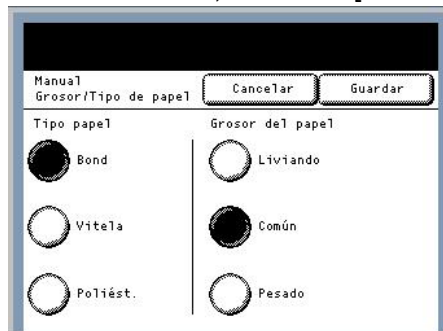 Manual
Grosor/Tipo de papel
Cancelar
Guardar
Tipo papel
Grosor del papel
Bond
Liviando
Vitela
Común
Poliést.
Pesado